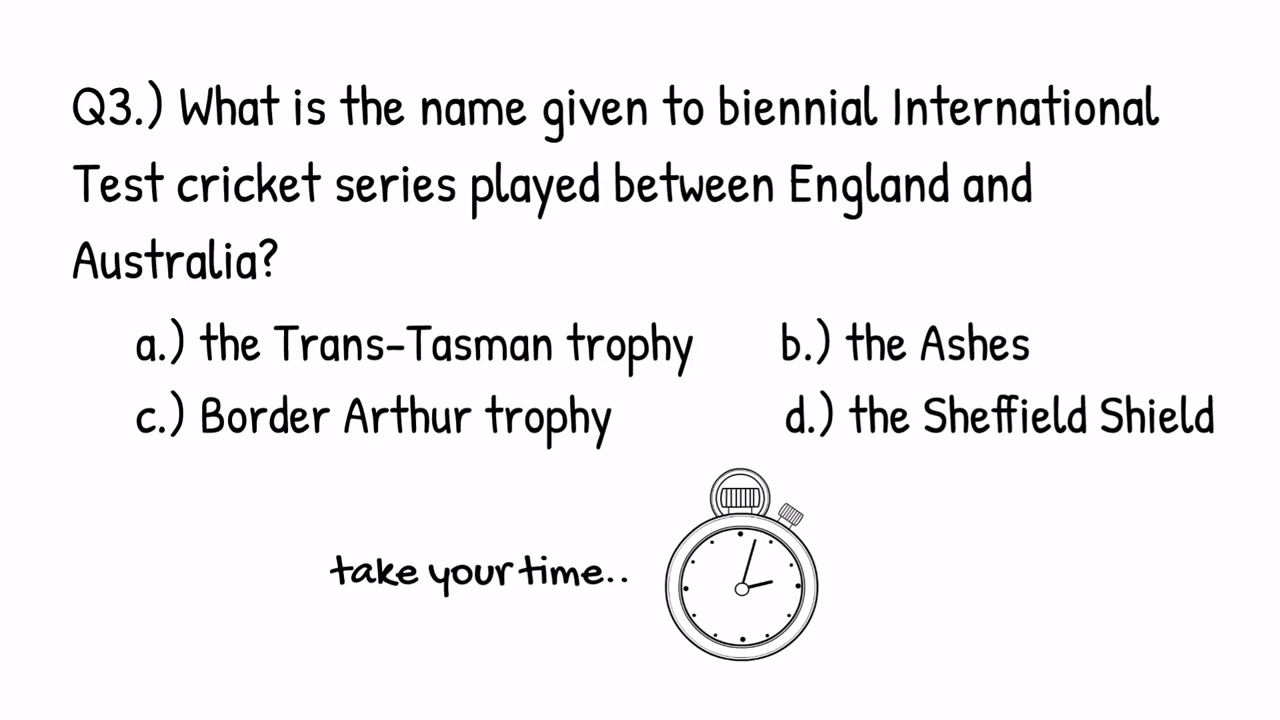 Q3.) What is the name given to biennial International
Test cricket series played between England and
Australia?
a.) the Trans-Tasman trophy b.) the Ashes
c.) Border Arthur trophy d.) the Sheffield Shield
take your time..